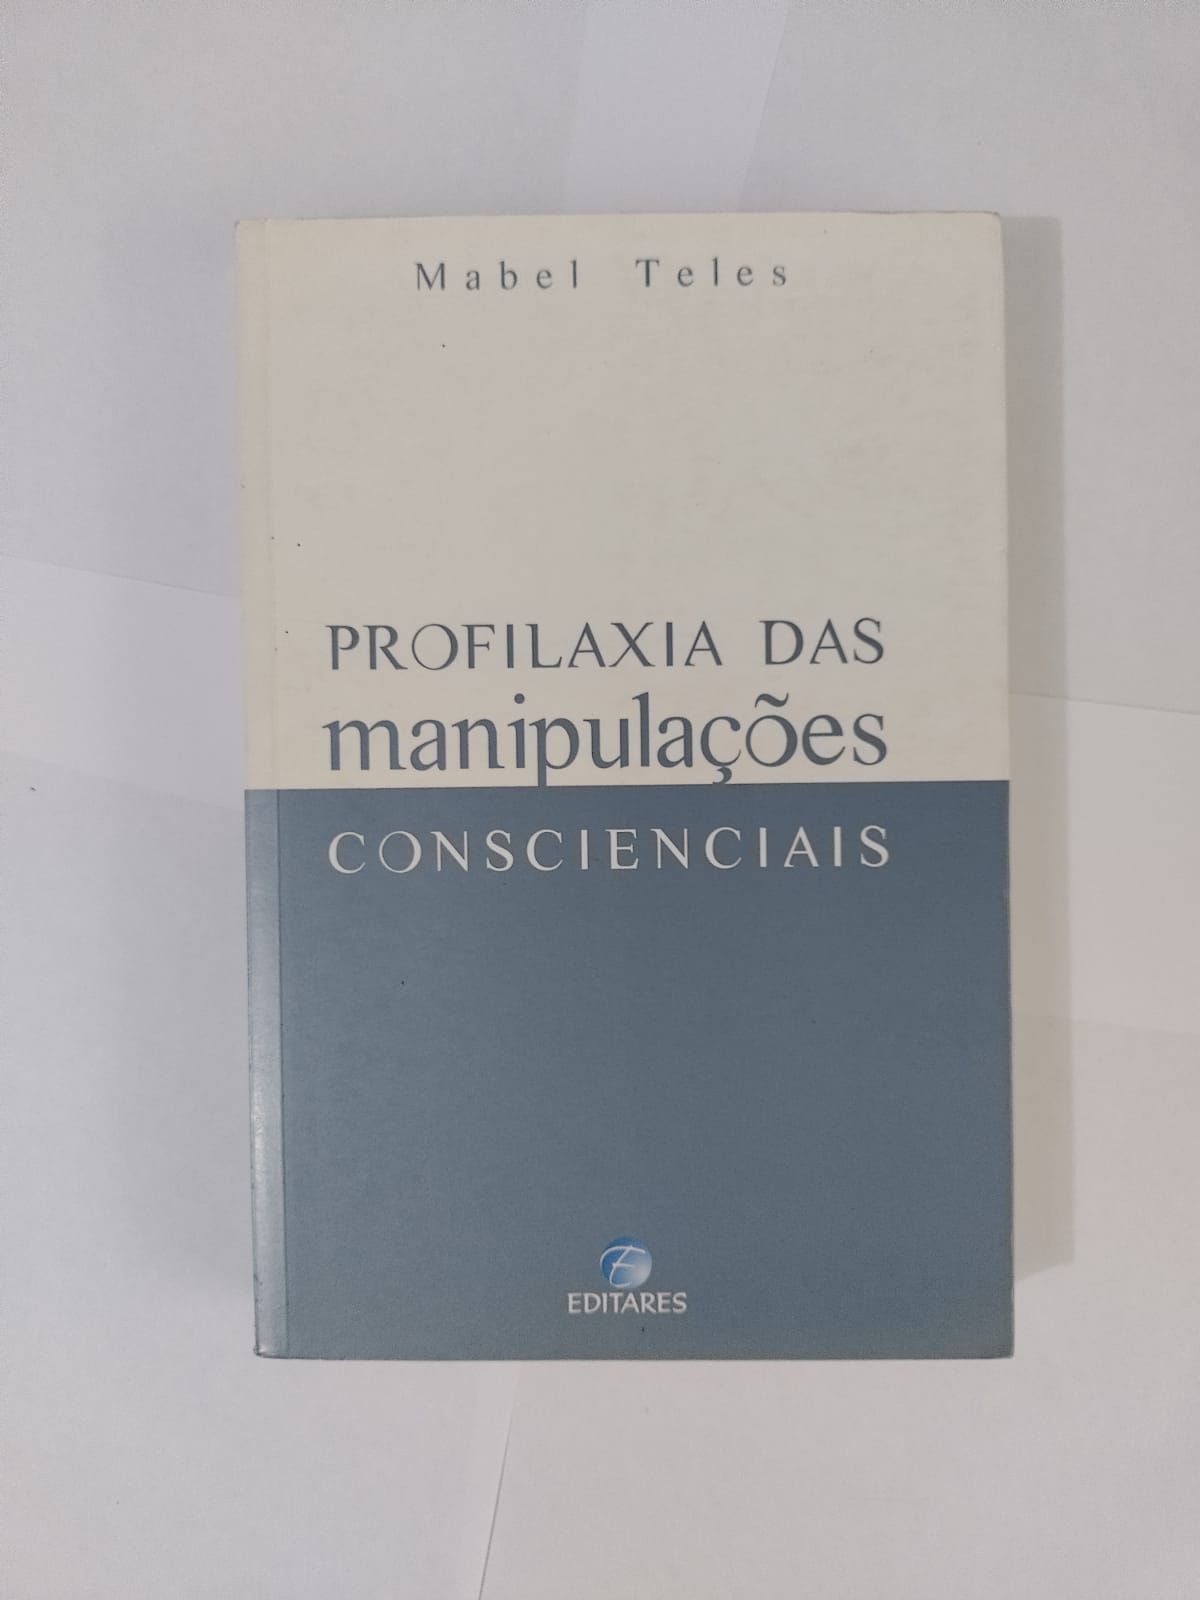 Mabel Teles
PROFILAXIA DAS
manipulações
CONSCIENCIAIS
E
EDITARES